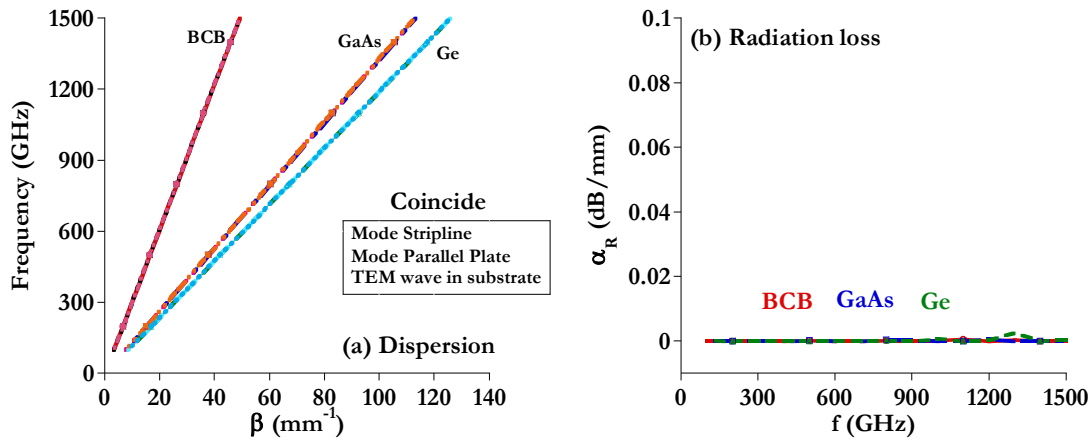 1500
1200
900
600
300
0
Frequency (GHz)
BCB
GaAs
Ge
Coincide
Mode Stripline
Mode Parallel Plate
TEM wave in substrate
(a) Dispersion
0 20 40 60 80 100 120 140
β (mm⁻¹)
0.1
0.08
0.06
0.04
0.02
0
α_R (dB/mm)
(b) Radiation loss
BCB GaAs Ge
0 300 600 900 1200 1500
f (GHz)